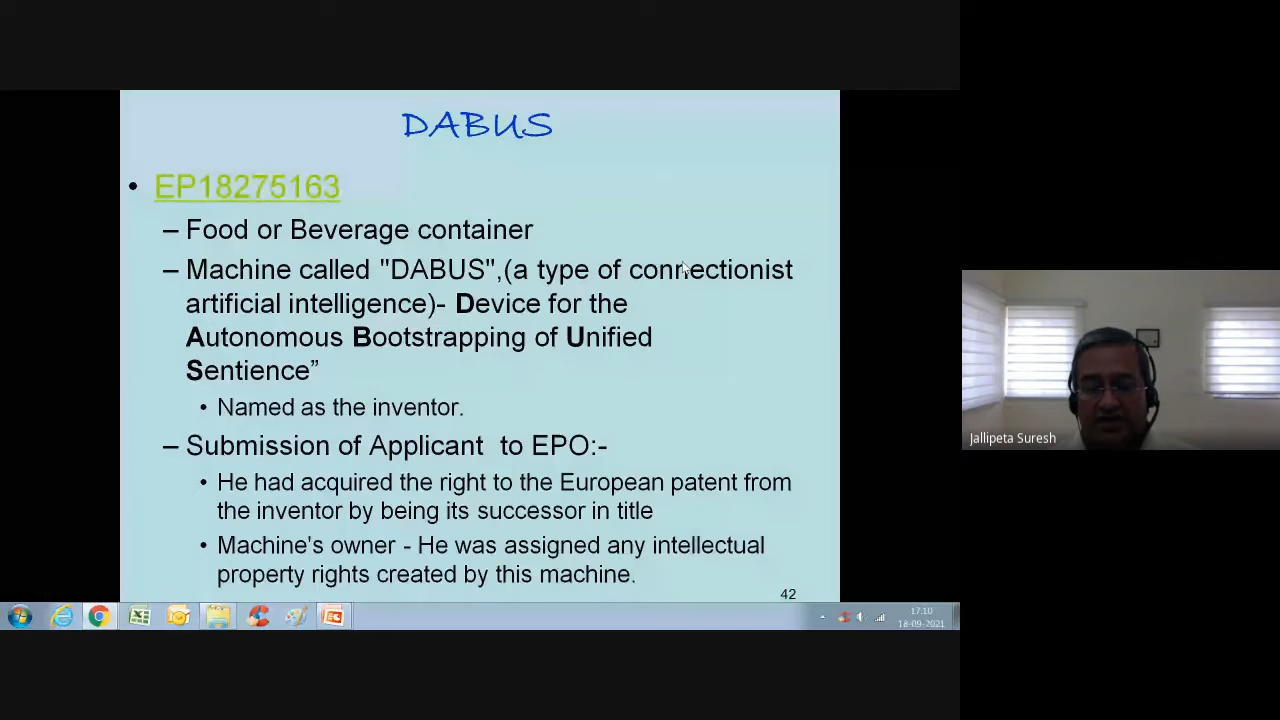 DABUS
• EP18275163
– Food or Beverage container
– Machine called "DABUS",(a type of connectionist
artificial intelligence)- Device for the
Autonomous Bootstrapping of Unified
Sentience”
• Named as the inventor.
– Submission of Applicant to EPO:-
• He had acquired the right to the European patent from
the inventor by being its successor in title
• Machine's owner - He was assigned any intellectual
property rights created by this machine.
42
17:10
18-09-2021
Jallipeta Suresh